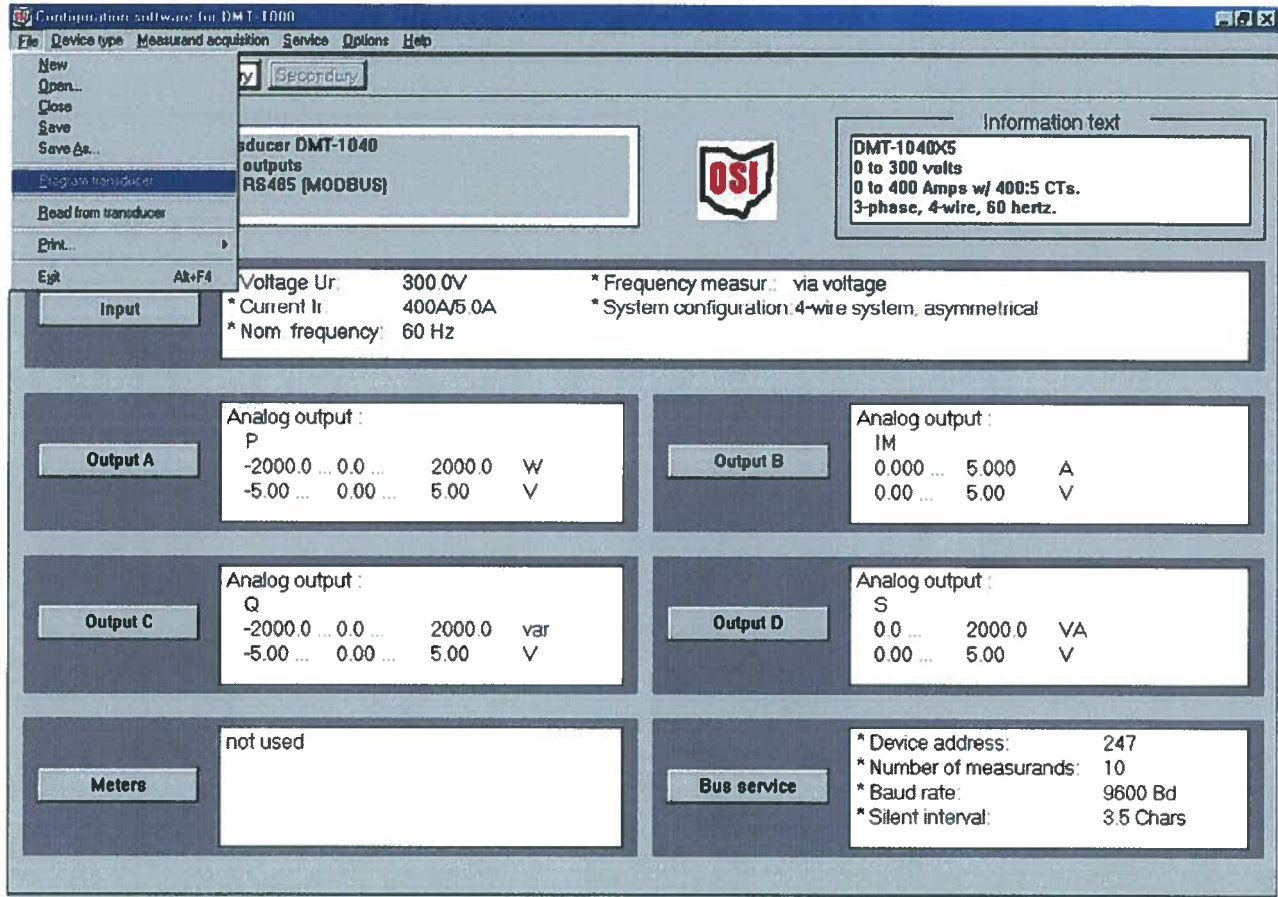 Configuration software for DMT-1000
File Device type Measurand acquisition Service Options Help
New
Open...
Close
Save
Save As...
Program transducer
Read from transducer
Print...
Exit Alt+F4
ry Secondary
sducer DMT-1040
outputs
RS485 (MODBUS)
OSI
Information text
DMT-1040X5
0 to 300 volts
0 to 400 Amps w/ 400:5 CTs.
3-phase, 4-wire, 60 hertz.
Input
Voltage Ur: 300.0V * Frequency measur.: via voltage
* Current Ir 400A/5.0A * System configuration: 4-wire system, asymmetrical
* Nom. frequency: 60 Hz
Output A
Analog output :
P
-2000.0 ... 0.0 ... 2000.0 W
-5.00 ... 0.00 ... 5.00 V
Output B
Analog output :
IM
0.000 ... 5.000 A
0.00 ... 5.00 V
Output C
Analog output :
Q
-2000.0 ... 0.0 ... 2000.0 var
-5.00 ... 0.00 ... 5.00 V
Output D
Analog output :
S
0.0 ... 2000.0 VA
0.00 ... 5.00 V
Meters
not used
Bus service
* Device address: 247
* Number of measurands: 10
* Baud rate: 9600 Bd
* Silent interval: 3.5 Chars